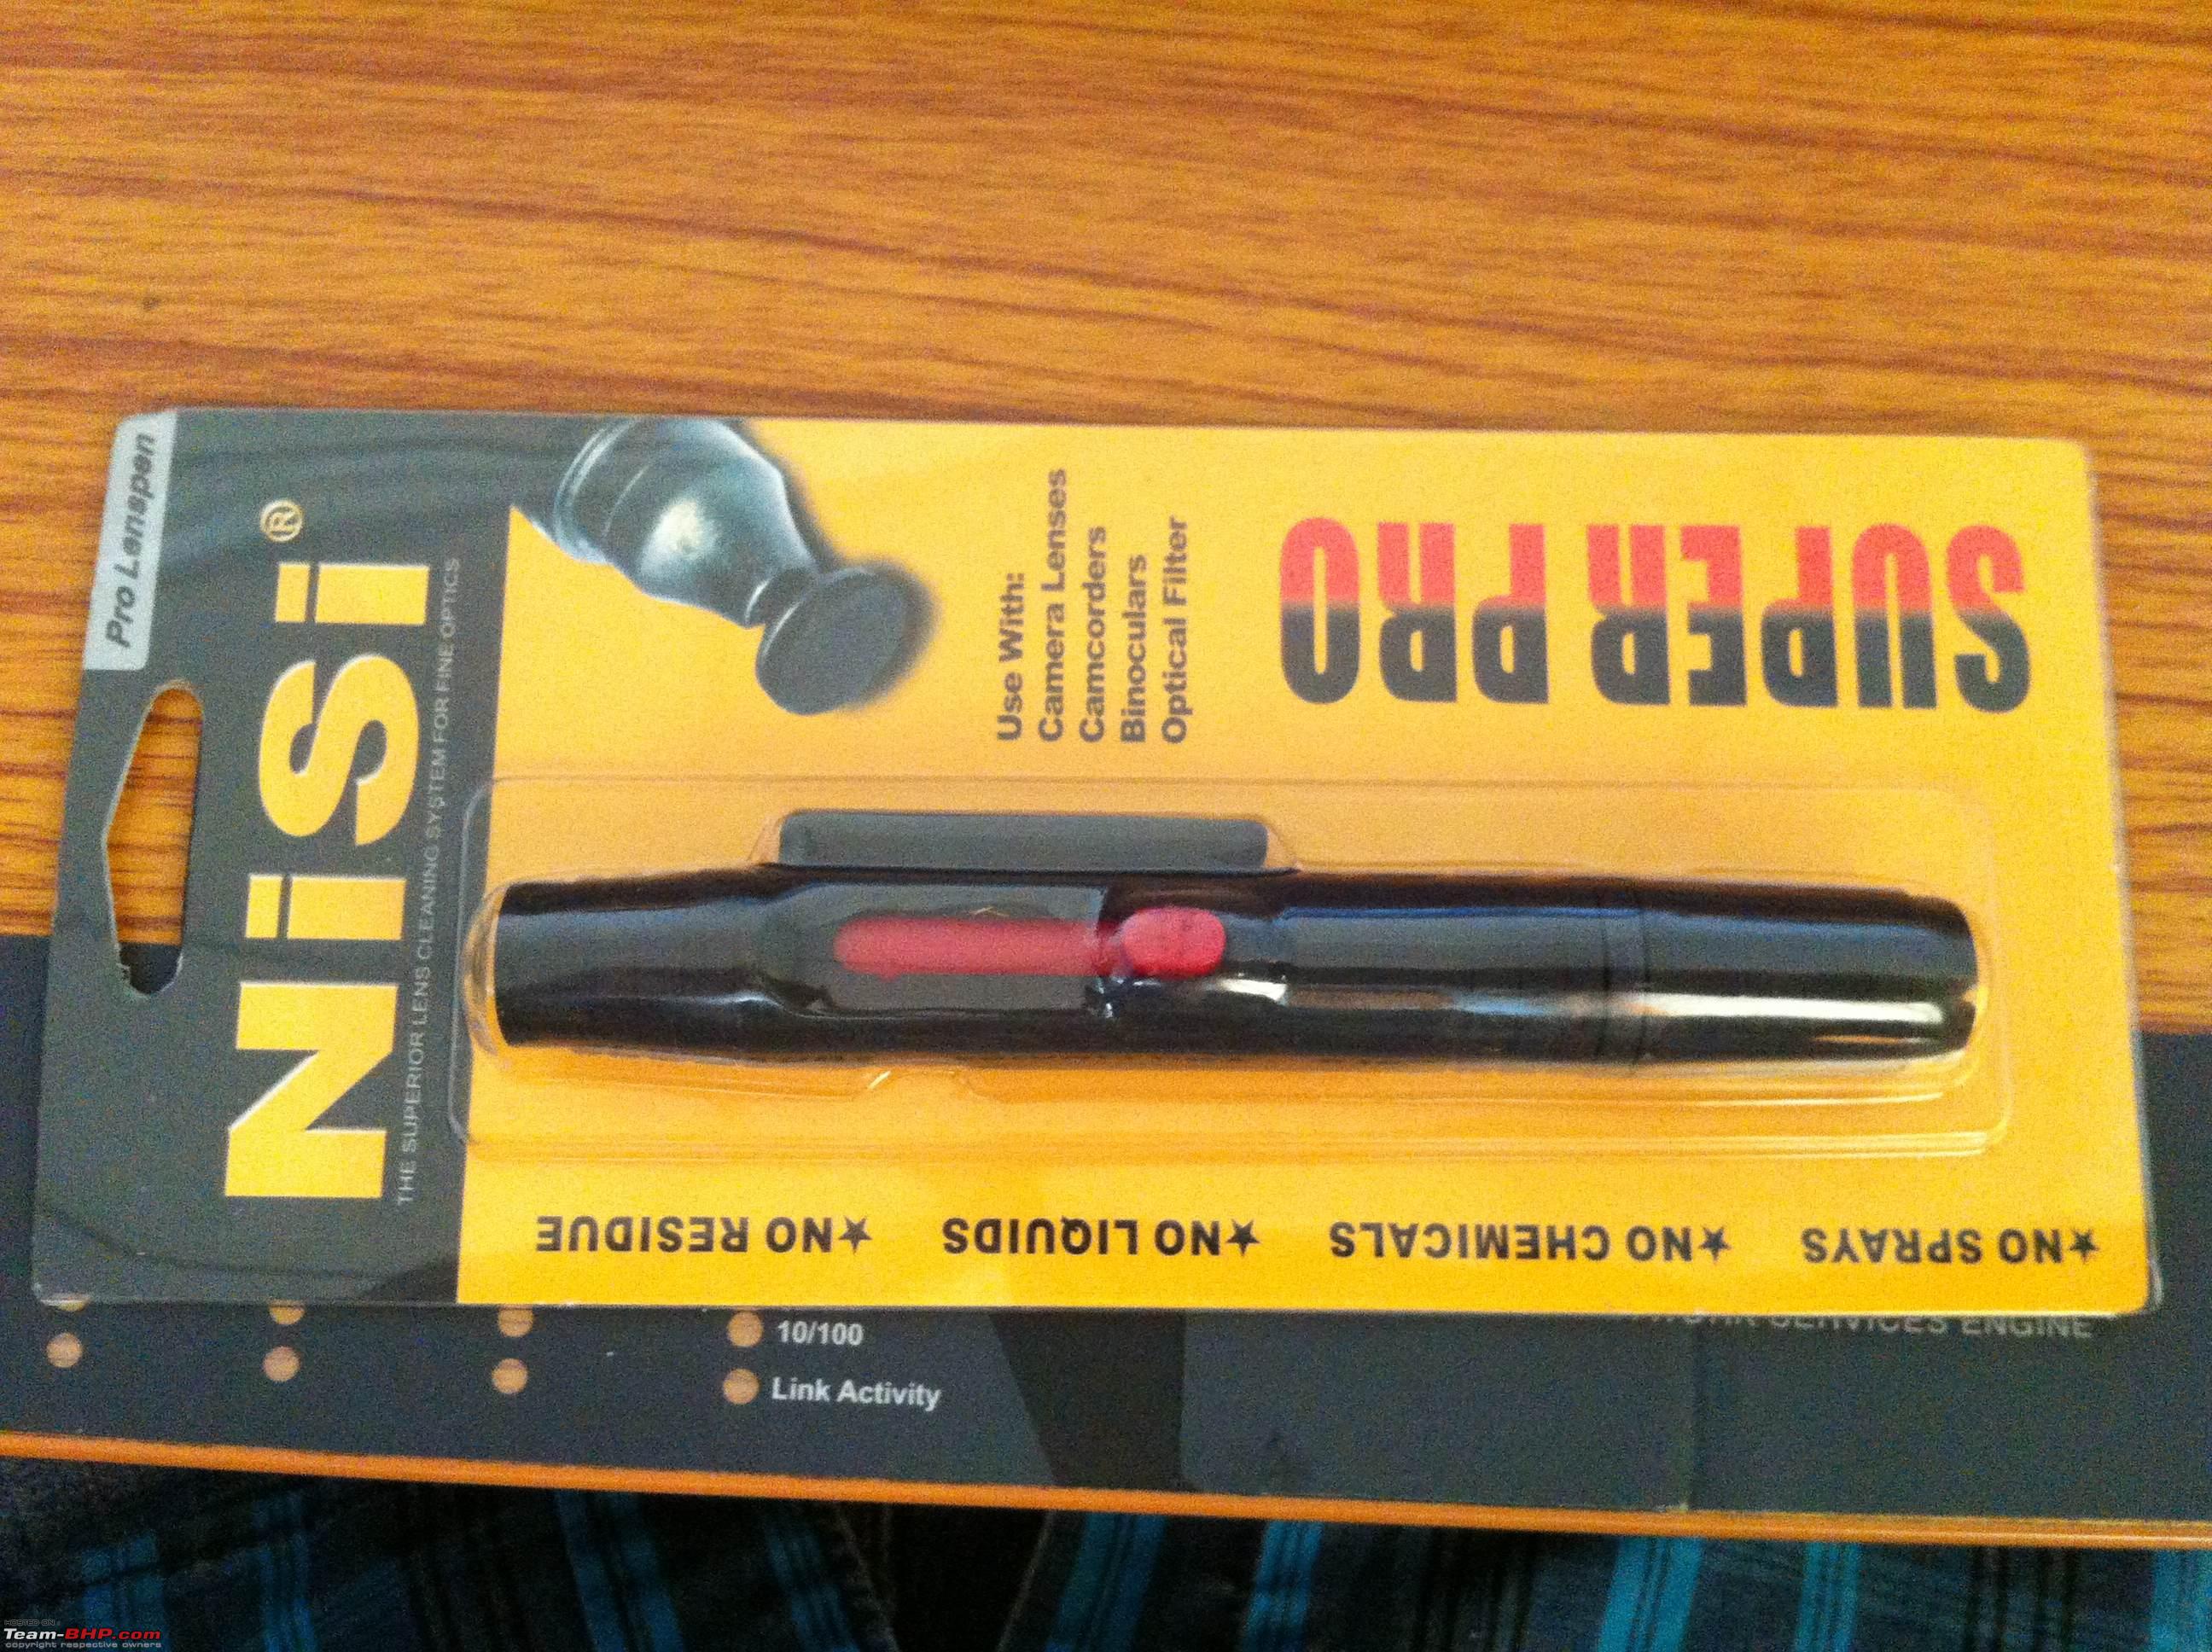 Pro Lenspen
NiSi®
THE SUPERIOR LENS CLEANING SYSTEM FOR FINE OPTICS
Use With:
Camera Lenses
Camcorders
Binoculars
Optical Filter
SUPER PRO
★NO SPRAYS ★NO CHEMICALS ★NO LIQUIDS ★NO RESIDUE
SERVICES ENGINE
10/100
Link Activity
HOSTED ON
Team-BHP.com
copyright respective owners